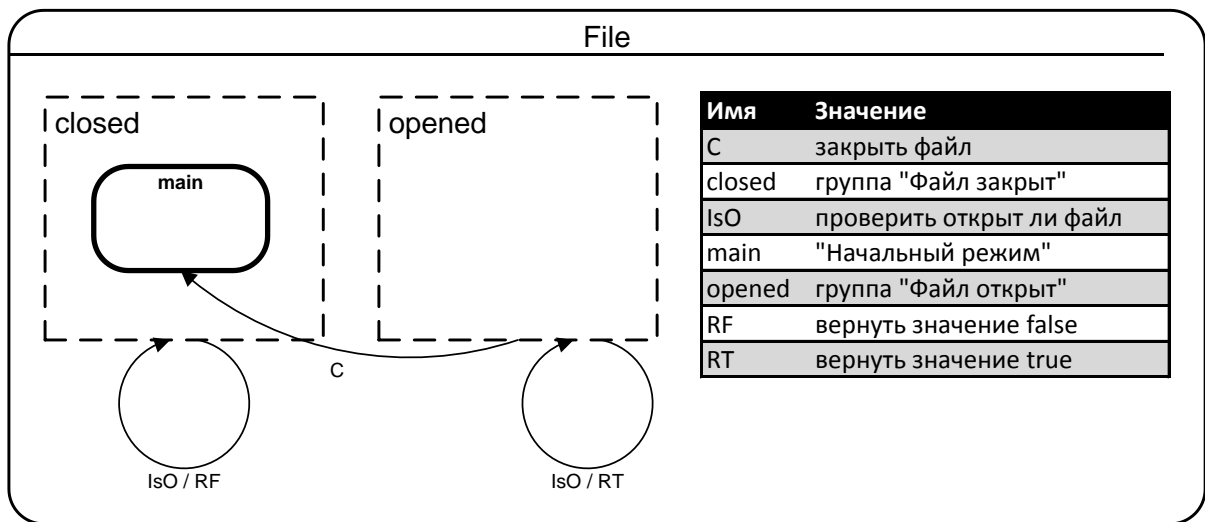 File
closed
main
opened
C
IsO / RF
IsO / RT
Имя Значение
C закрыть файл
closed группа "Файл закрыт"
IsO проверить открыт ли файл
main "Начальный режим"
opened группа "Файл открыт"
RF вернуть значение false
RT вернуть значение true